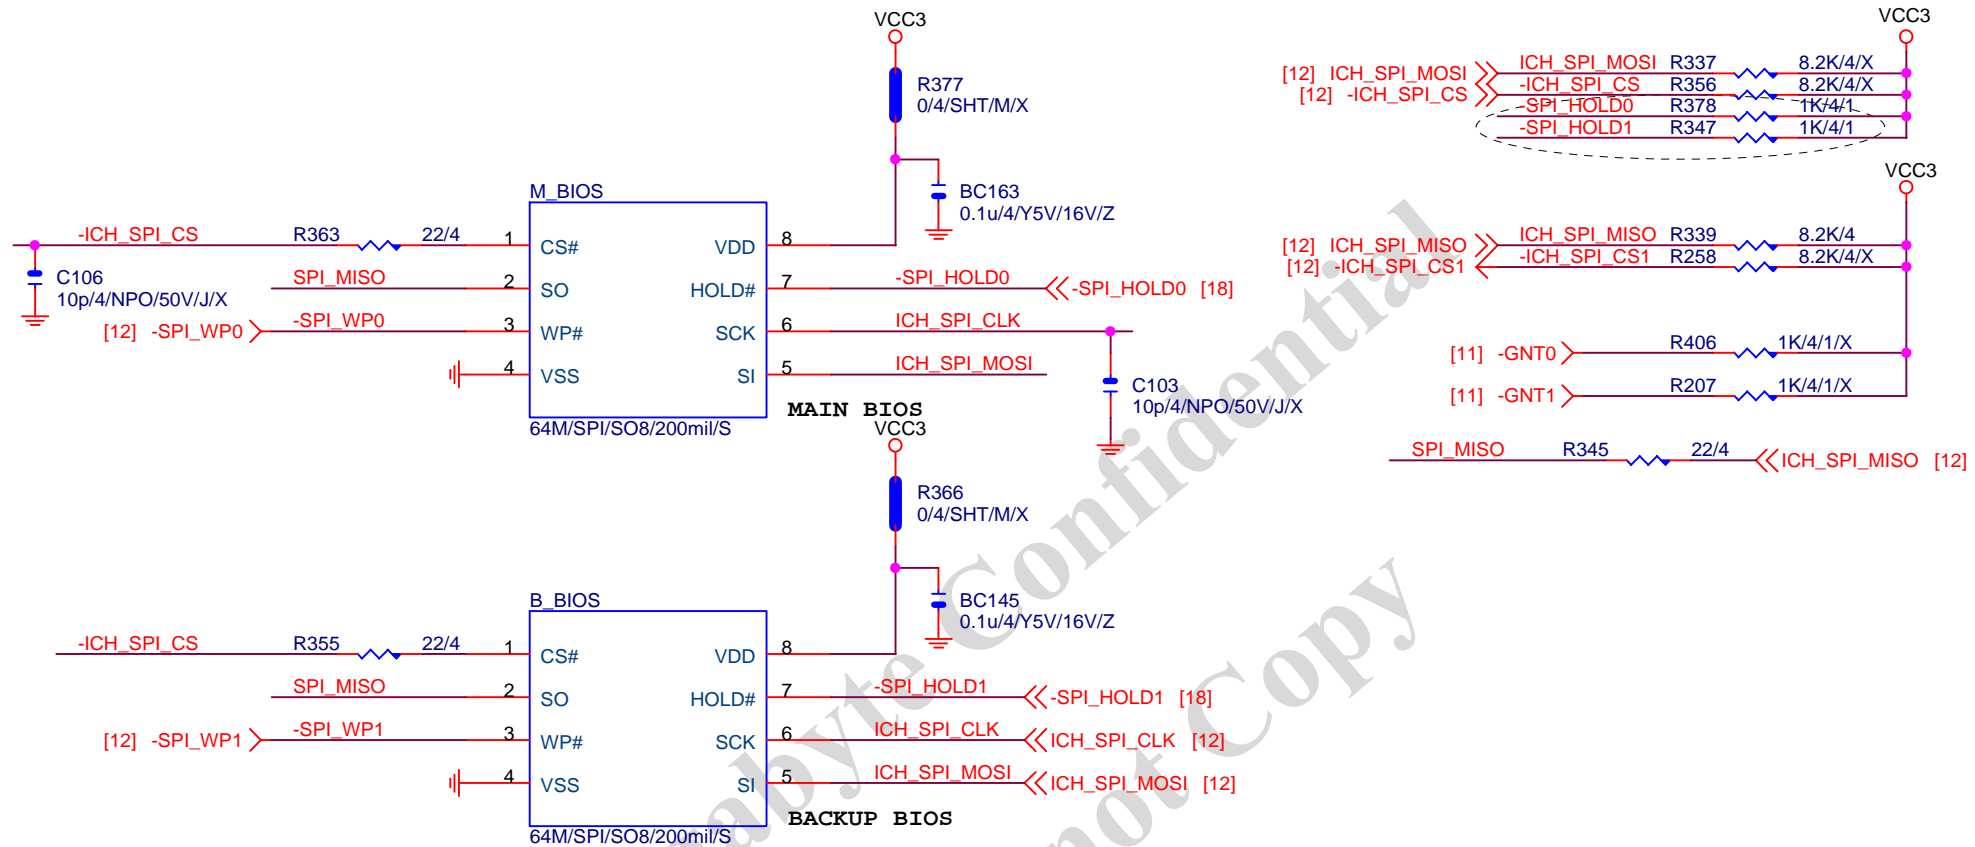 VCC3
R377
0/4/SHT/M/X
BC163
0.1u/4/Y5V/16V/Z
M_BIOS
-ICH_SPI_CS R363 22/4 1 CS# VDD 8
C106
10p/4/NPO/50V/J/X
SPI_MISO 2 SO HOLD# 7 -SPI_HOLD0 -SPI_HOLD0 [18]
[12] -SPI_WP0 -SPI_WP0 3 WP# SCK 6 ICH_SPI_CLK
4 VSS SI 5 ICH_SPI_MOSI
C103
10p/4/NPO/50V/J/X
MAIN BIOS
64M/SPI/SO8/200mil/S
VCC3
R366
0/4/SHT/M/X
BC145
0.1u/4/Y5V/16V/Z
B_BIOS
-ICH_SPI_CS R355 22/4 1 CS# VDD 8
SPI_MISO 2 SO HOLD# 7 -SPI_HOLD1 -SPI_HOLD1 [18]
[12] -SPI_WP1 -SPI_WP1 3 WP# SCK 6 ICH_SPI_CLK ICH_SPI_CLK [12]
4 VSS SI 5 ICH_SPI_MOSI ICH_SPI_MOSI [12]
BACKUP BIOS
64M/SPI/SO8/200mil/S
VCC3
[12] ICH_SPI_MOSI ICH_SPI_MOSI R337 8.2K/4/X
[12] -ICH_SPI_CS -ICH_SPI_CS R356 8.2K/4/X
-SPI_HOLD0 R378 1K/4/1
-SPI_HOLD1 R347 1K/4/1
VCC3
[12] ICH_SPI_MISO ICH_SPI_MISO R339 8.2K/4
[12] -ICH_SPI_CS1 -ICH_SPI_CS1 R258 8.2K/4/X
[11] -GNT0 R406 1K/4/1/X
[11] -GNT1 R207 1K/4/1/X
SPI_MISO R345 22/4 ICH_SPI_MISO [12]
abyte Confidential
not Copy